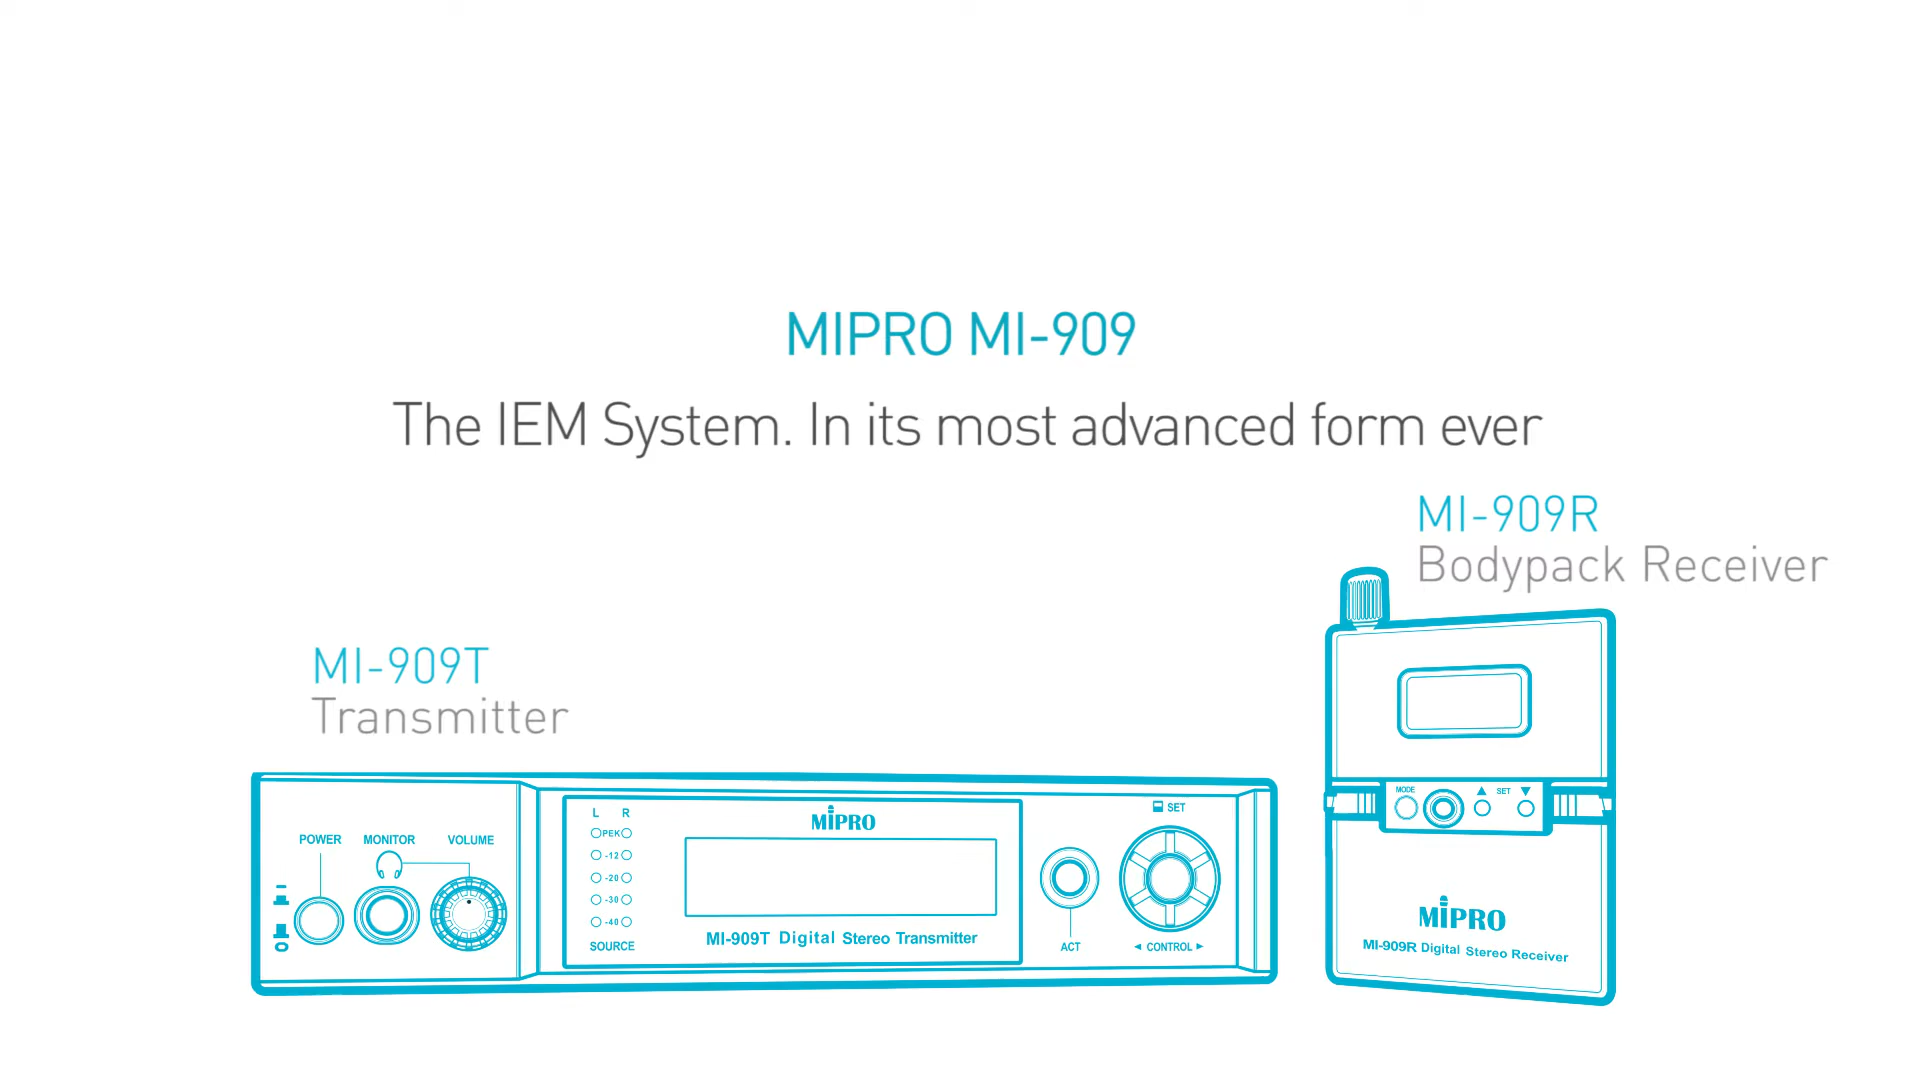 MIPRO MI-909
The IEM System. In its most advanced form ever
MI-909R
Bodypack Receiver
MI-909T
Transmitter
POWER MONITOR VOLUME
L R
PEK
-12
-20
-30
-40
SOURCE
MIPRO
MI-909T Digital Stereo Transmitter
ACT
SET
◄ CONTROL ►
MODE ▲ SET ▼
MIPRO
MI-909R Digital Stereo Receiver